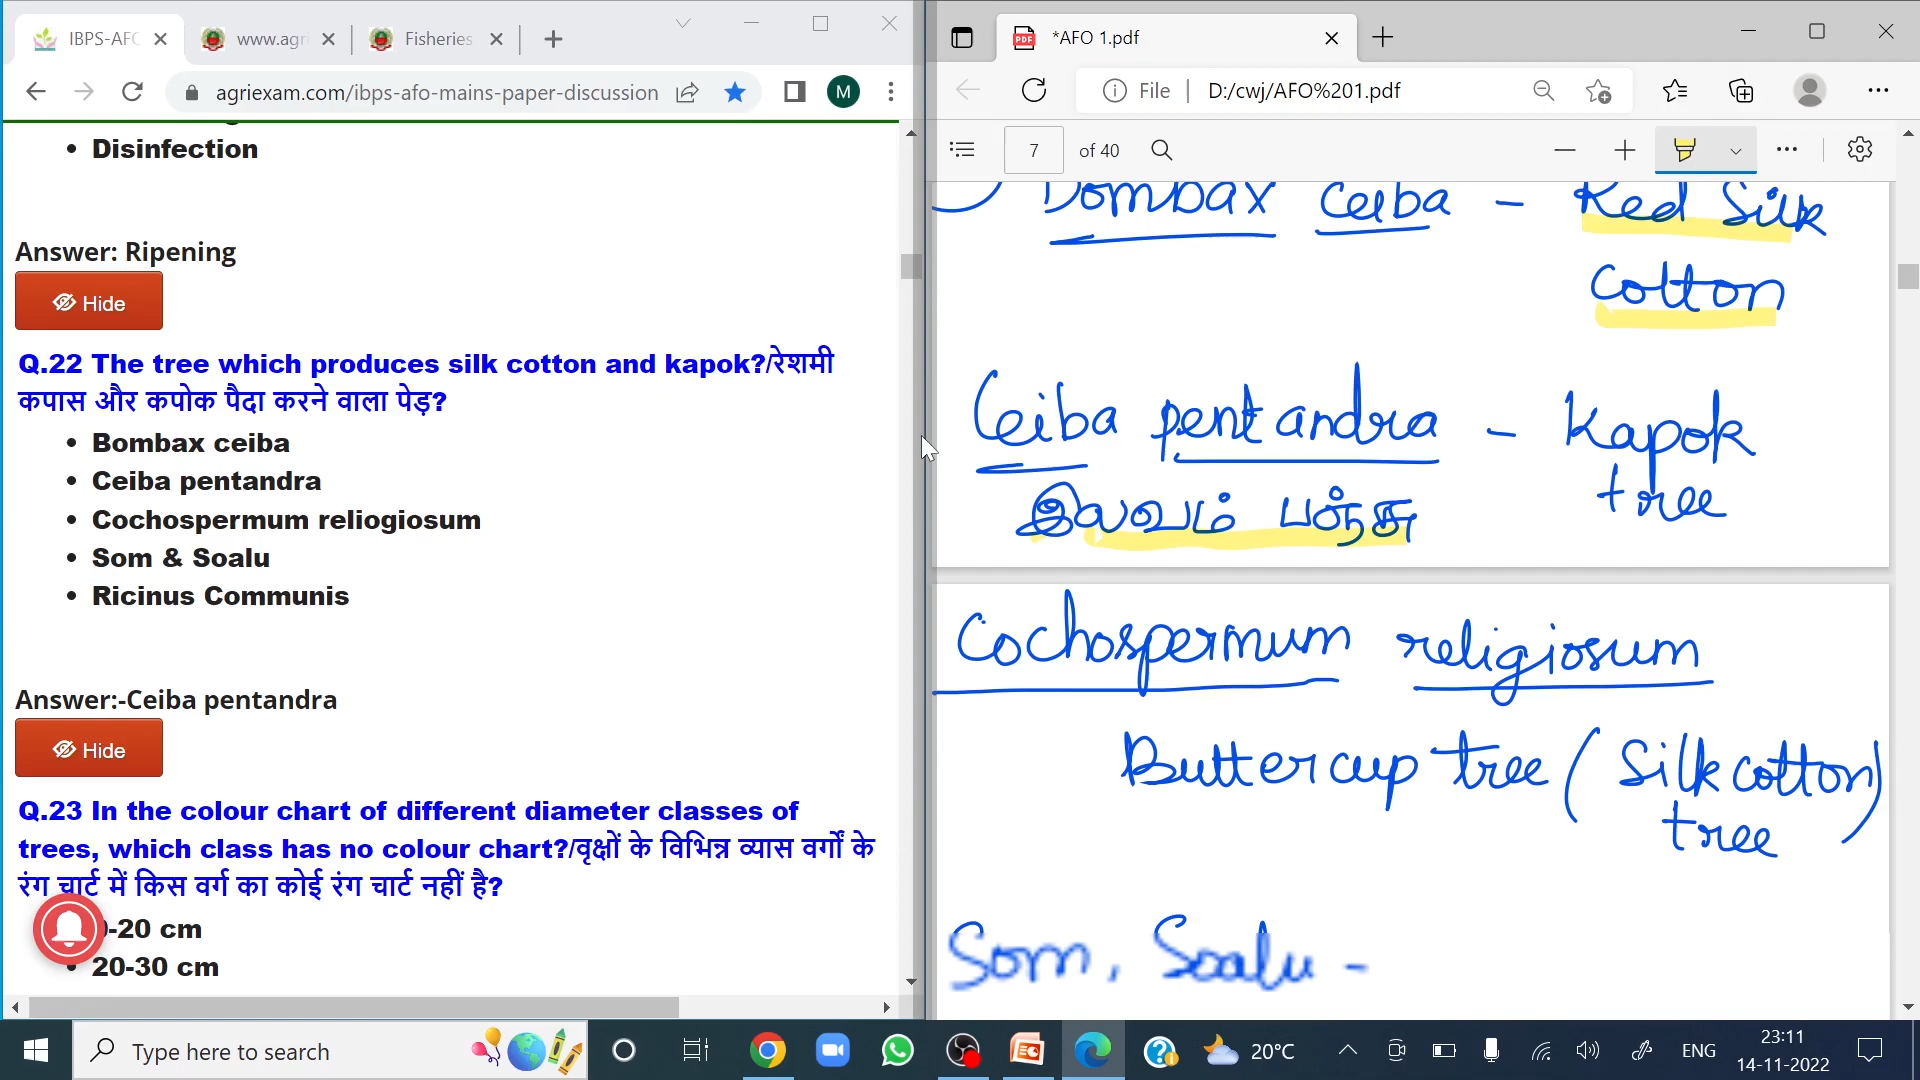 IBPS-AFC
www.agri
Fisheries
agriexam.com/ibps-afo-mains-paper-discussion
M
Disinfection
Answer: Ripening
Hide
Q.22 The tree which produces silk cotton and kapok?/रेशमी
कपास और कपोक पैदा करने वाला पेड़?
Bombax ceiba
Ceiba pentandra
Cochospermum reliogiosum
Som & Soalu
Ricinus Communis
Answer:-Ceiba pentandra
Hide
Q.23 In the colour chart of different diameter classes of
trees, which class has no colour chart?/वृक्षों के विभिन्न व्यास वर्गों के
रंग चार्ट में किस वर्ग का कोई रंग चार्ट नहीं है?
0-20 cm
20-30 cm
*AFO 1.pdf
File | D:/cwj/AFO%201.pdf
7 of 40
Bombax ceiba - Red Silk
Cotton
Ceiba pentandra - Kapok
tree
இலவம் பஞ்சு
Cochospermum religiosum
Buttercup tree (Silk cotton)
tree
Som, Soalu -
Type here to search
20°C
ENG
23:11
14-11-2022